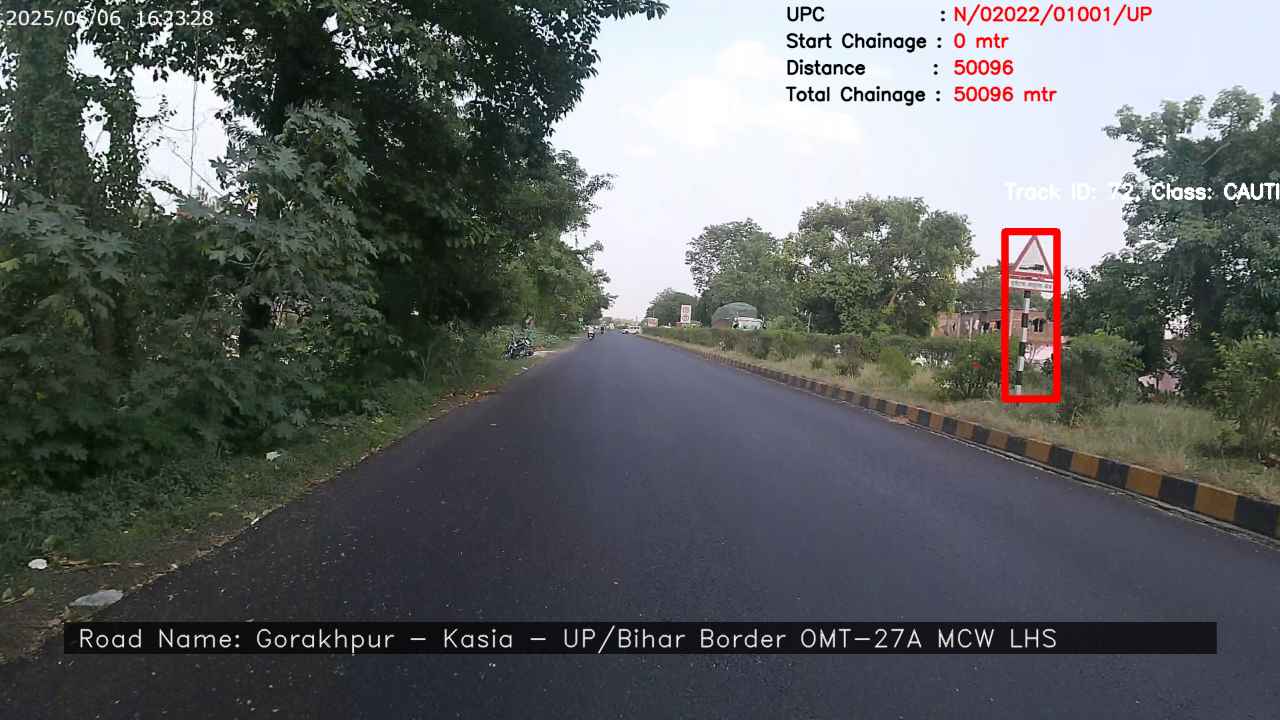 2025/06/06 16:23:28
UPC : N/02022/01001/UP
Start Chainage : 0 mtr
Distance : 50096
Total Chainage : 50096 mtr
Track ID: 72, Class: CAUTI
Road Name: Gorakhpur - Kasia - UP/Bihar Border OMT-27A MCW LHS